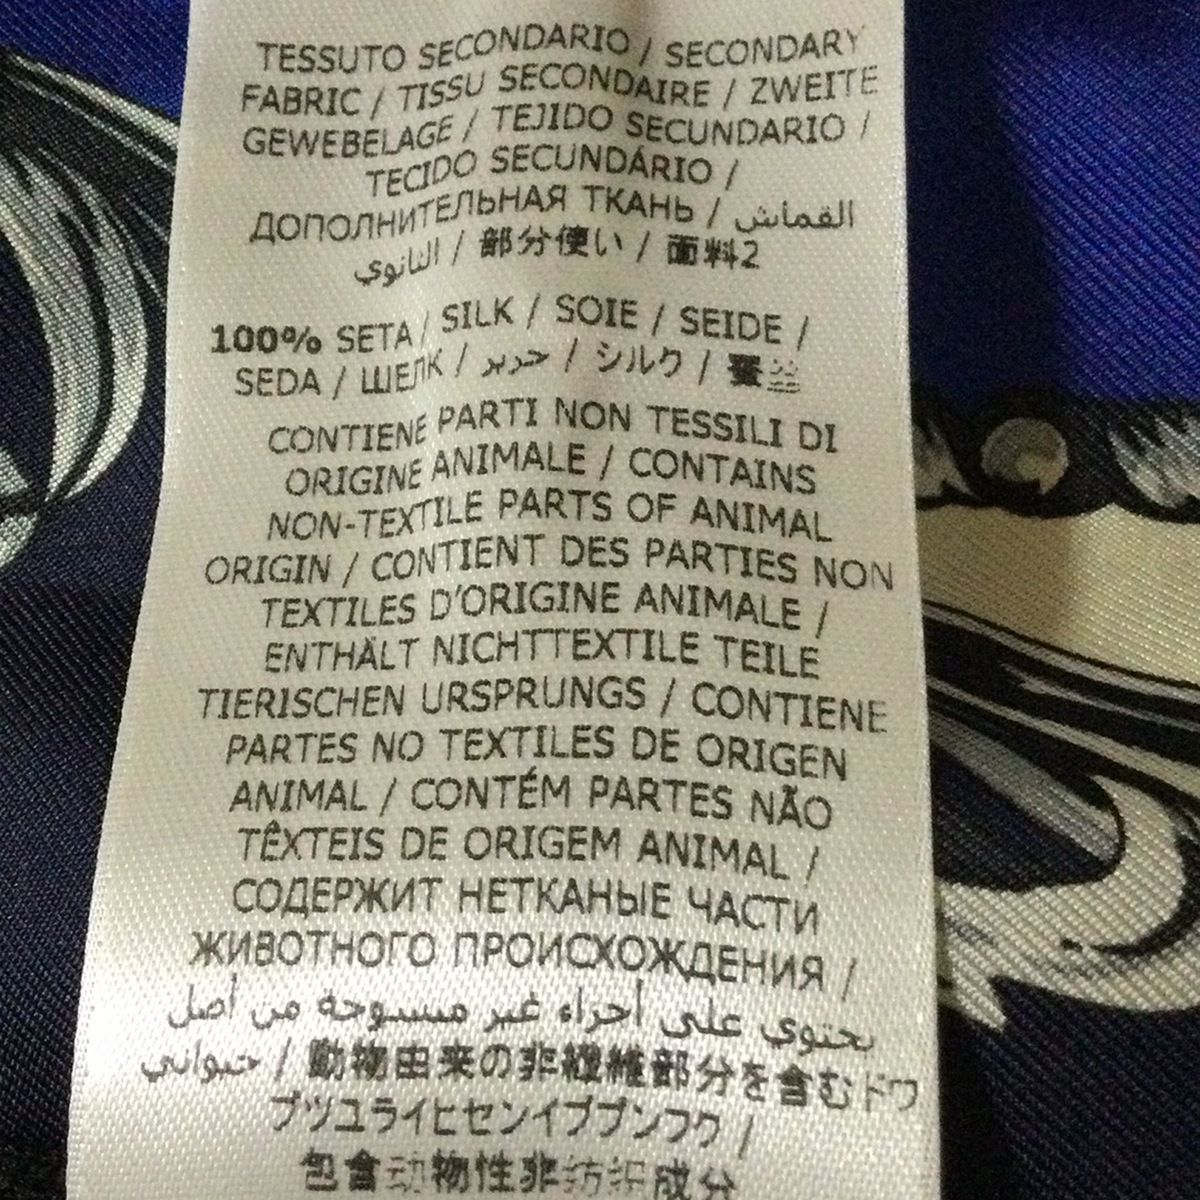 TESSUTO SECONDARIO / SECONDARY
FABRIC / TISSU SECONDAIRE / ZWEITE
GEWEBELAGE / TEJIDO SECUNDARIO /
TECIDO SECUNDÁRIO /
ДОПОЛНИТЕЛЬНАЯ ТКАНЬ / القماش
الثانوي / 部分使い / 面料2
100% SETA / SILK / SOIE / SEIDE /
SEDA / ШЕЛК / حرير / シルク / 蚕丝
CONTIENE PARTI NON TESSILI DI
ORIGINE ANIMALE / CONTAINS
NON-TEXTILE PARTS OF ANIMAL
ORIGIN / CONTIENT DES PARTIES NON
TEXTILES D'ORIGINE ANIMALE /
ENTHÄLT NICHTTEXTILE TEILE
TIERISCHEN URSPRUNGS / CONTIENE
PARTES NO TEXTILES DE ORIGEN
ANIMAL / CONTÉM PARTES NÃO
TÊXTEIS DE ORIGEM ANIMAL /
СОДЕРЖИТ НЕТКАНЫЕ ЧАСТИ
ЖИВОТНОГО ПРОИСХОЖДЕНИЯ /
يحتوي على أجزاء غير منسوجة من أصل
حيواني / 動物由来の非繊維部分を含むドウ
ブツユライヒセンイブブンフク /
包含动物性非纺织成分